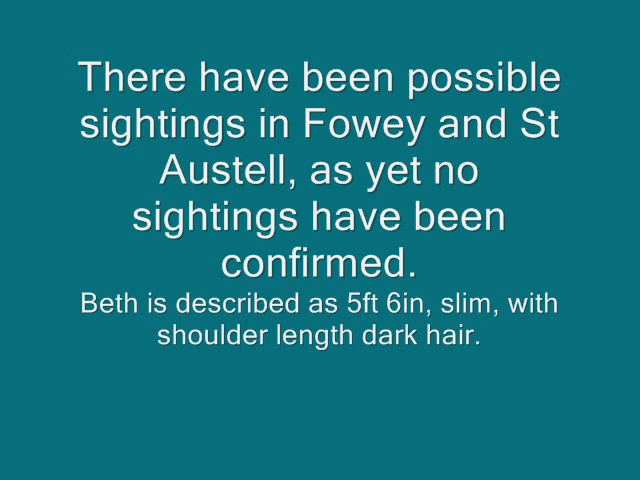 There have been possible
sightings in Fowey and St
Austell, as yet no
sightings have been
confirmed.
Beth is described as 5ft 6in, slim, with
shoulder length dark hair.